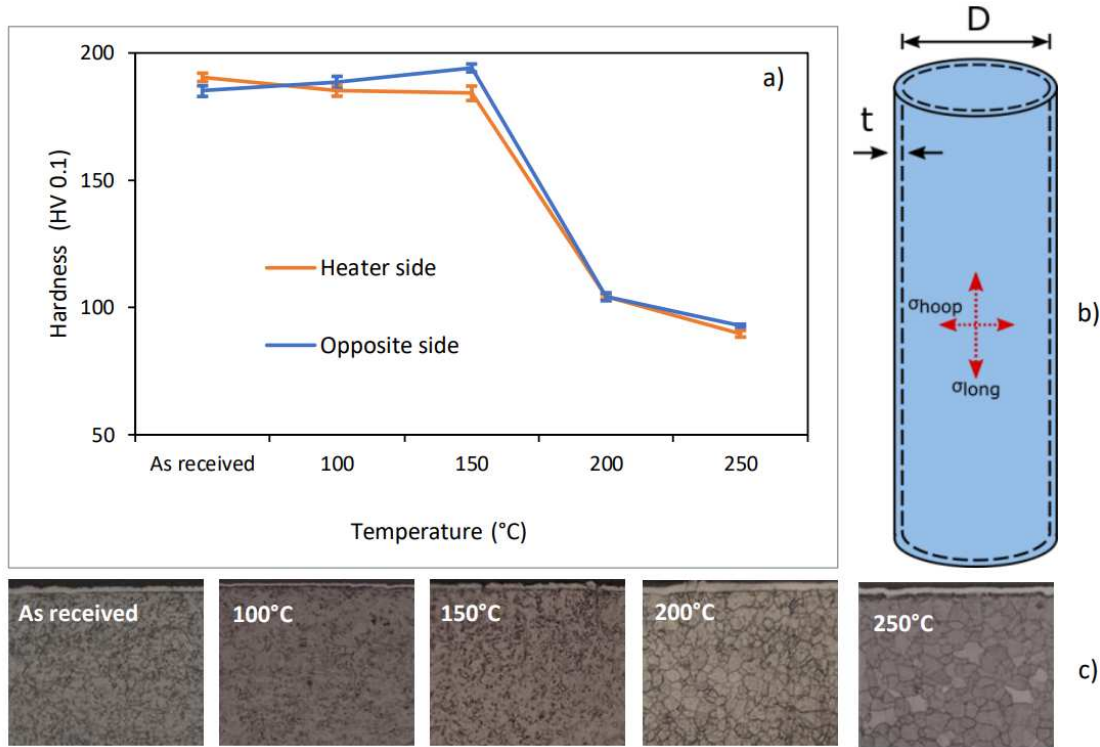 200
150
100
50
Hardness (HV 0.1)
a)
Heater side
Opposite side
As received
100
150
200
250
Temperature (°C)
D
t
σhoop
σlong
b)
As received
100°C
150°C
200°C
250°C
c)